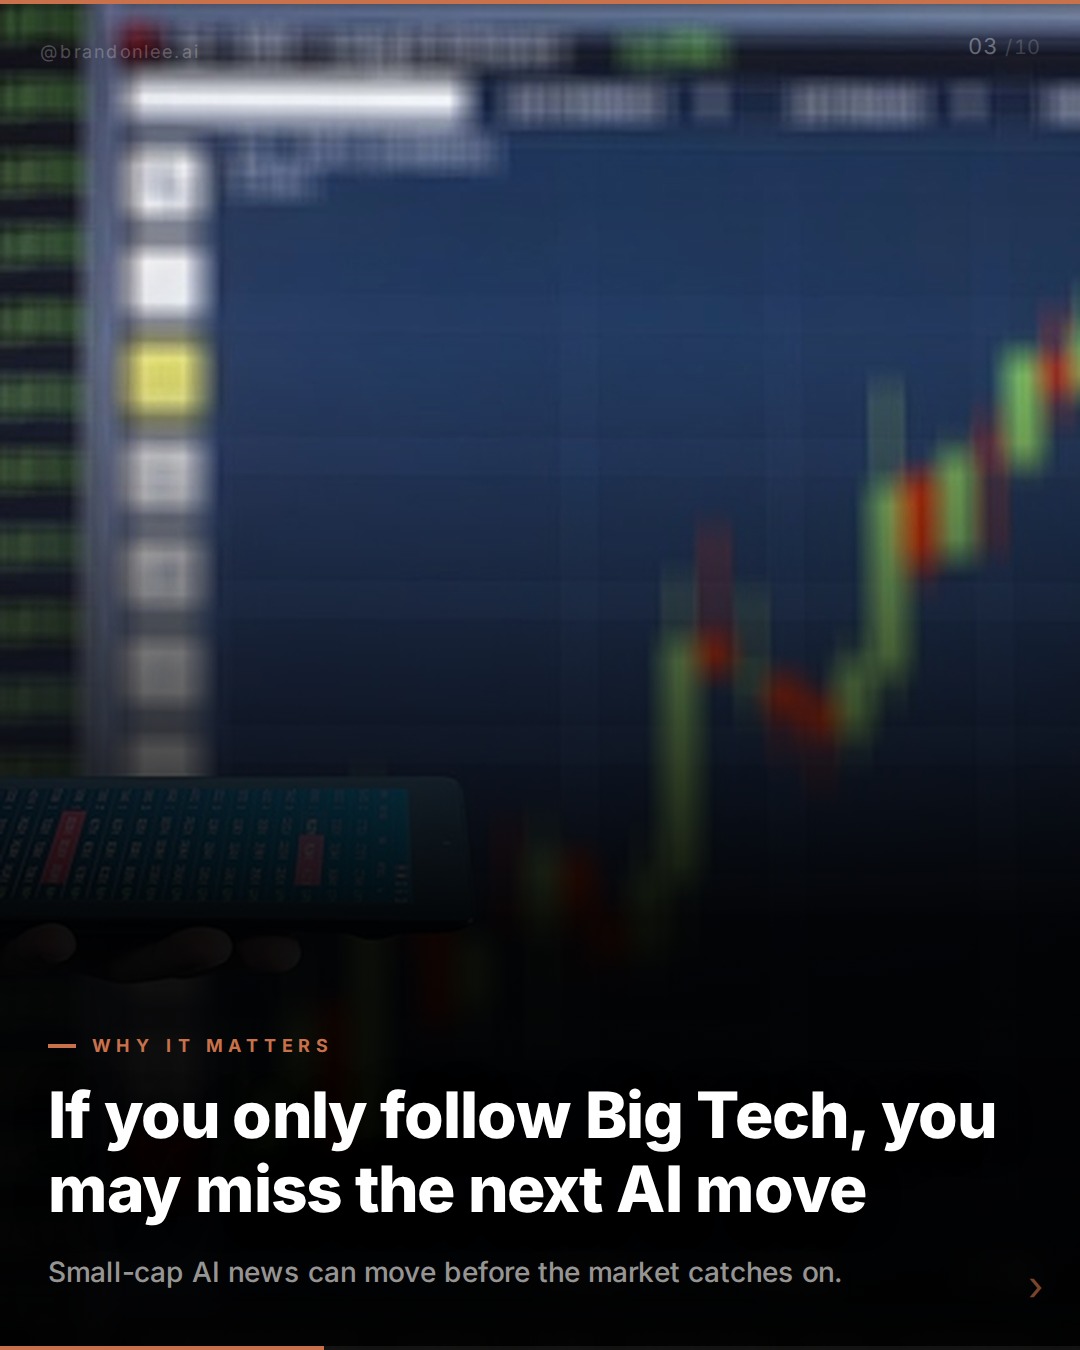 @brandonlee.ai
03 /10
WHY IT MATTERS
If you only follow Big Tech, you
may miss the next AI move
Small-cap AI news can move before the market catches on.